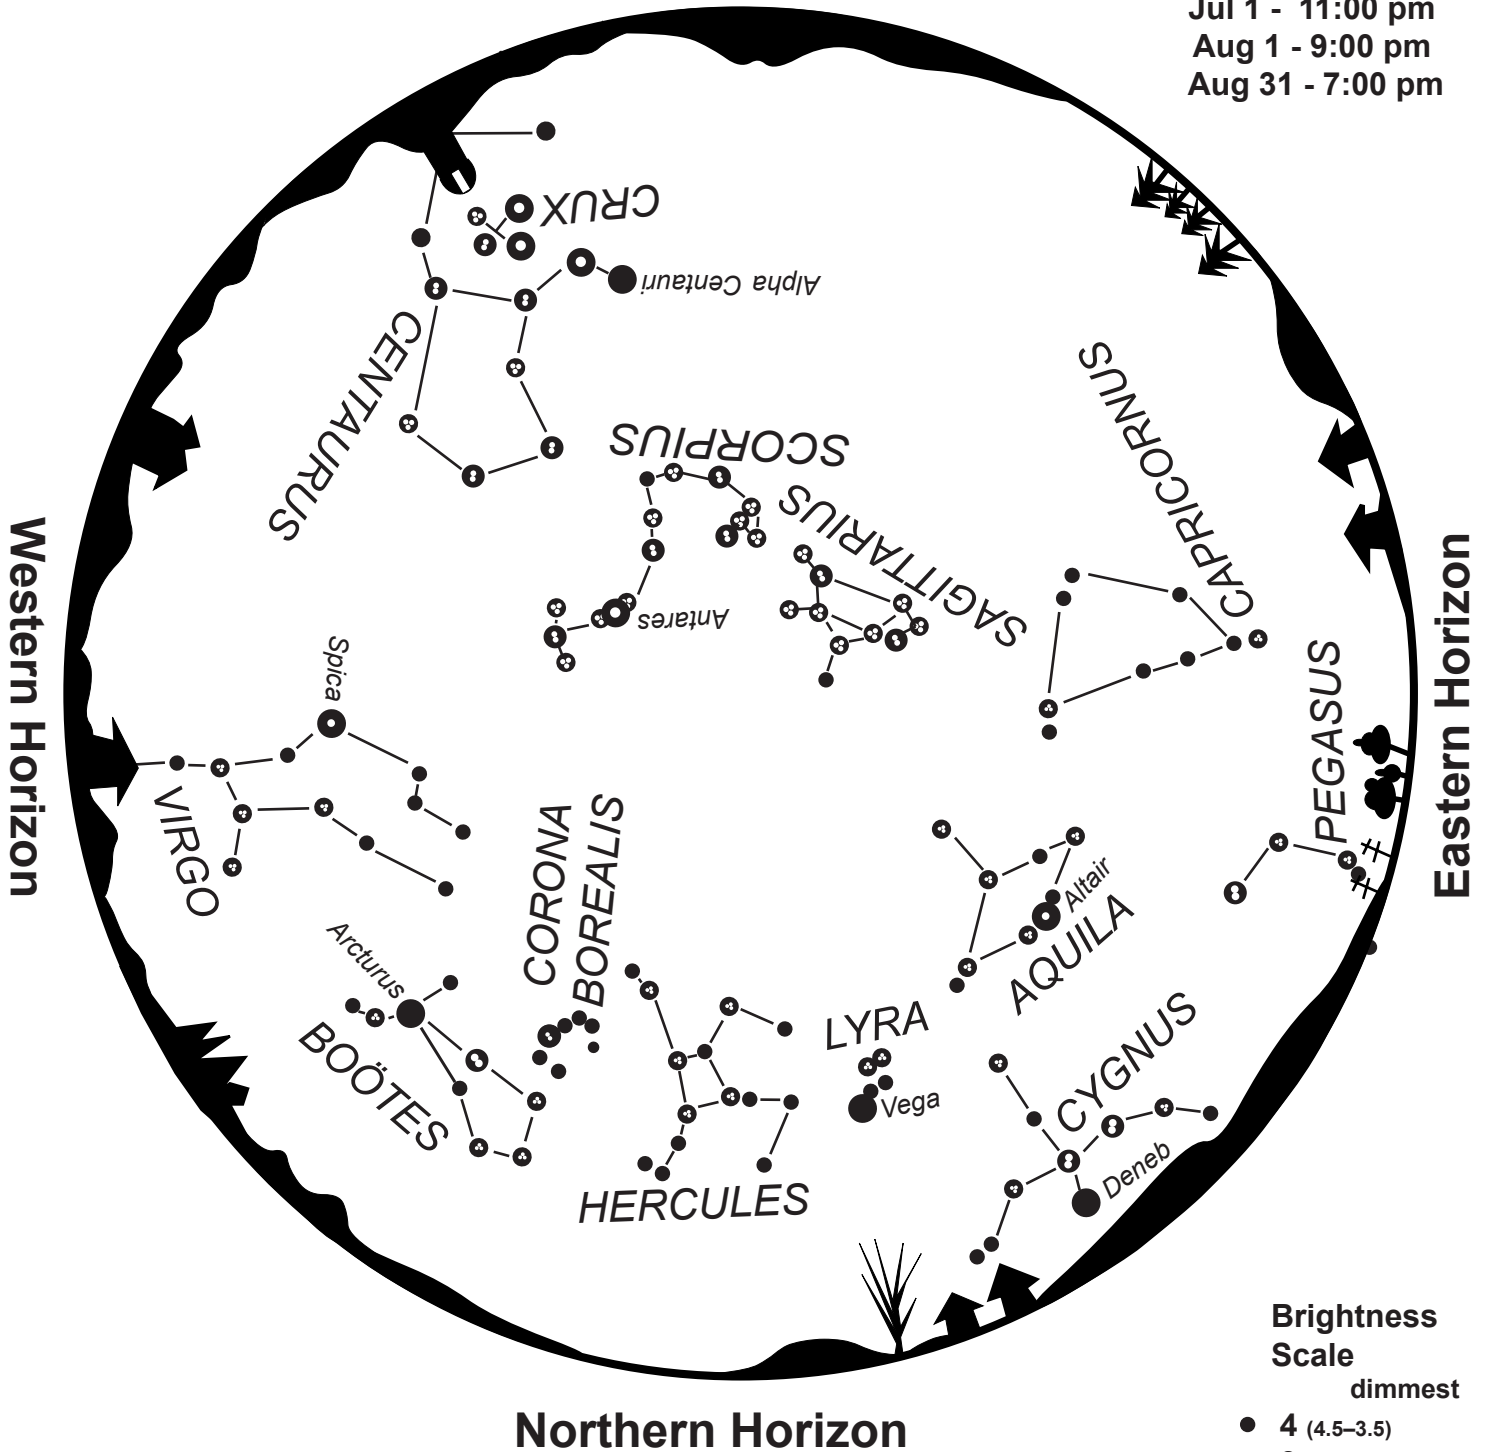 Jul 1 - 11:00 pm
Aug 1 - 9:00 pm
Aug 31 - 7:00 pm
CRUX
Alpha Centauri
CENTAURUS
SCORPIUS
SAGITTARIUS
CAPRICORNUS
Antares
Western Horizon
Eastern Horizon
Spica
PEGASUS
VIRGO
CORONA
BOREALIS
Altair
AQUILA
Arcturus
BOÖTES
LYRA
CYGNUS
Vega
Deneb
HERCULES
Brightness
Scale
dimmest
4 (4.5–3.5)
Northern Horizon